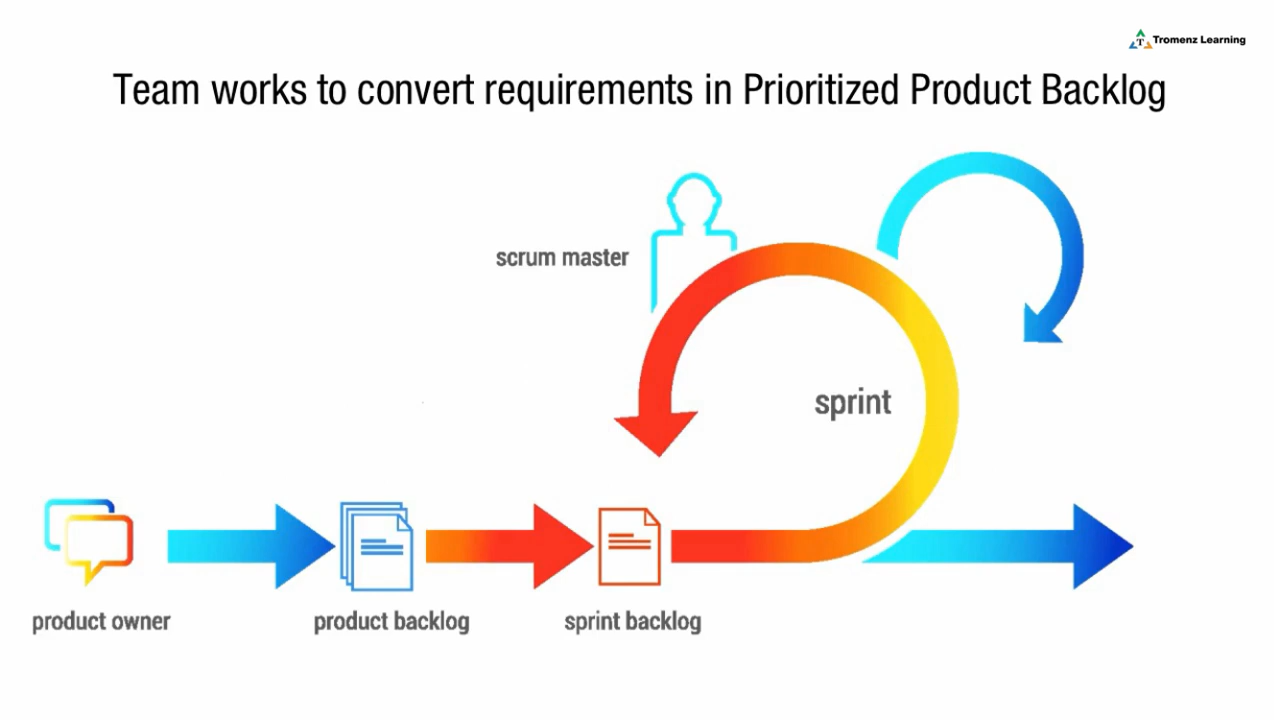 Tromenz Learning
Team works to convert requirements in Prioritized Product Backlog
scrum master
sprint
product owner
product backlog
sprint backlog